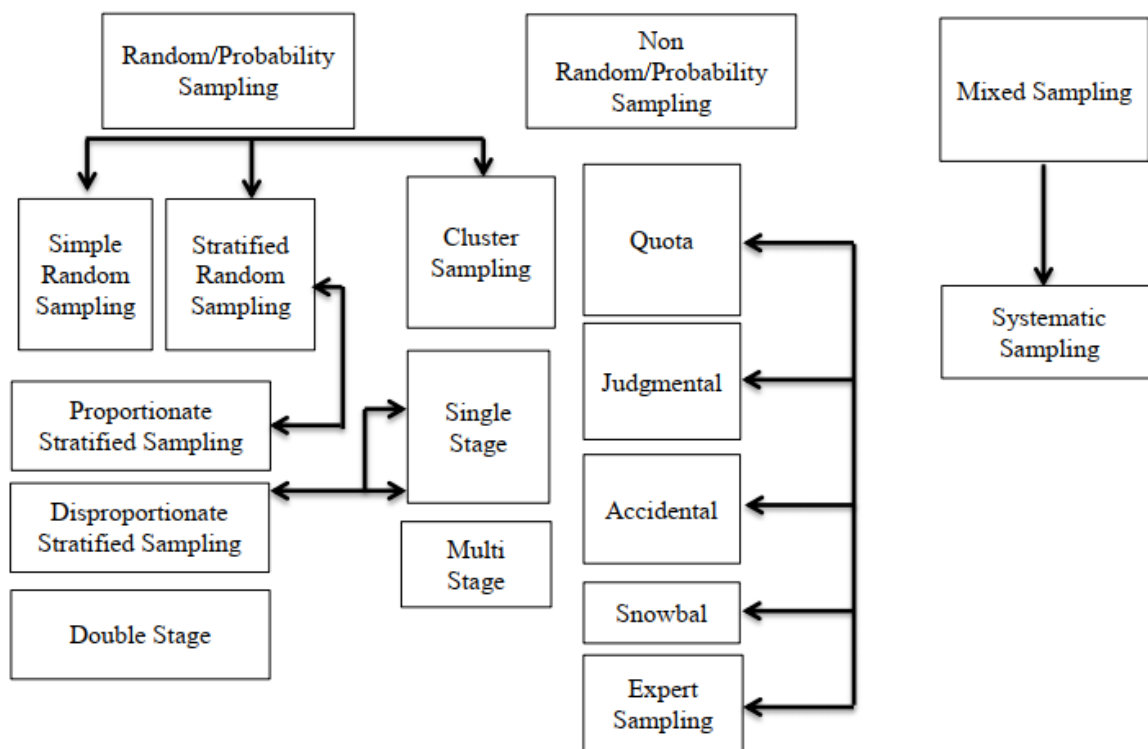 Random/Probability
Sampling
Non
Random/Probability
Sampling
Mixed Sampling
Simple
Random
Sampling
Stratified
Random
Sampling
Cluster
Sampling
Quota
Systematic
Sampling
Proportionate
Stratified Sampling
Single
Stage
Judgmental
Disproportionate
Stratified Sampling
Accidental
Multi
Stage
Double Stage
Snowbal
Expert
Sampling